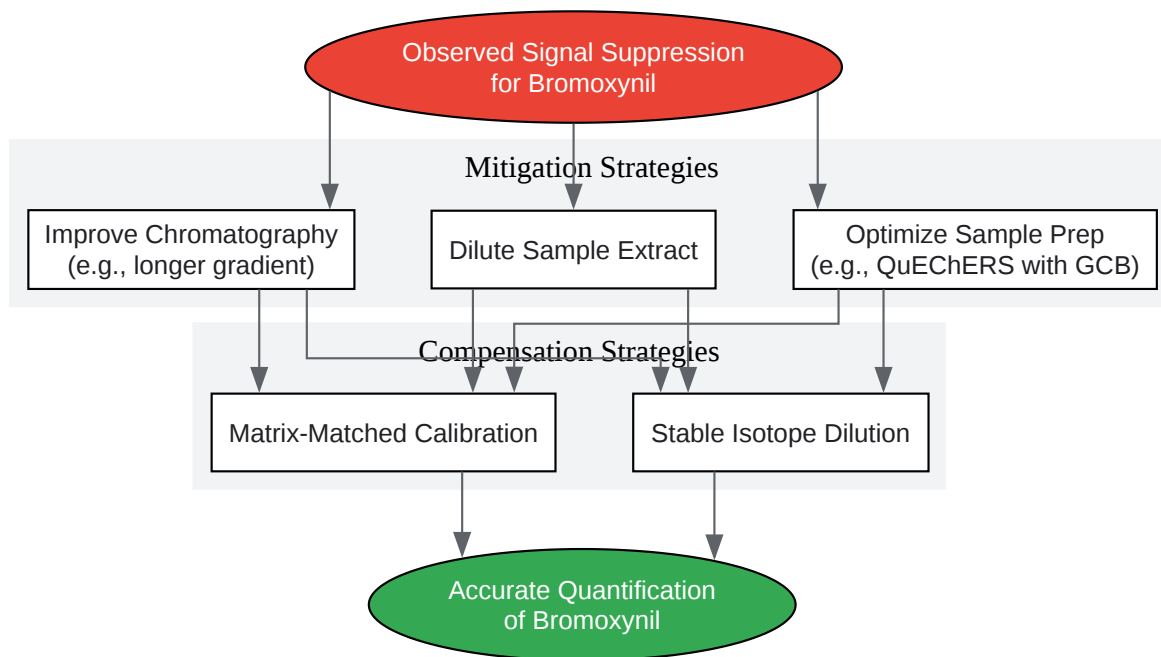 Observed Signal Suppression
for Bromoxynil
Mitigation Strategies
Improve Chromatography
(e.g., longer gradient)
Dilute Sample Extract
Optimize Sample Prep
(e.g., QuEChERS with GCB)
Compensation Strategies
Matrix-Matched Calibration
Stable Isotope Dilution
Accurate Quantification
of Bromoxynil